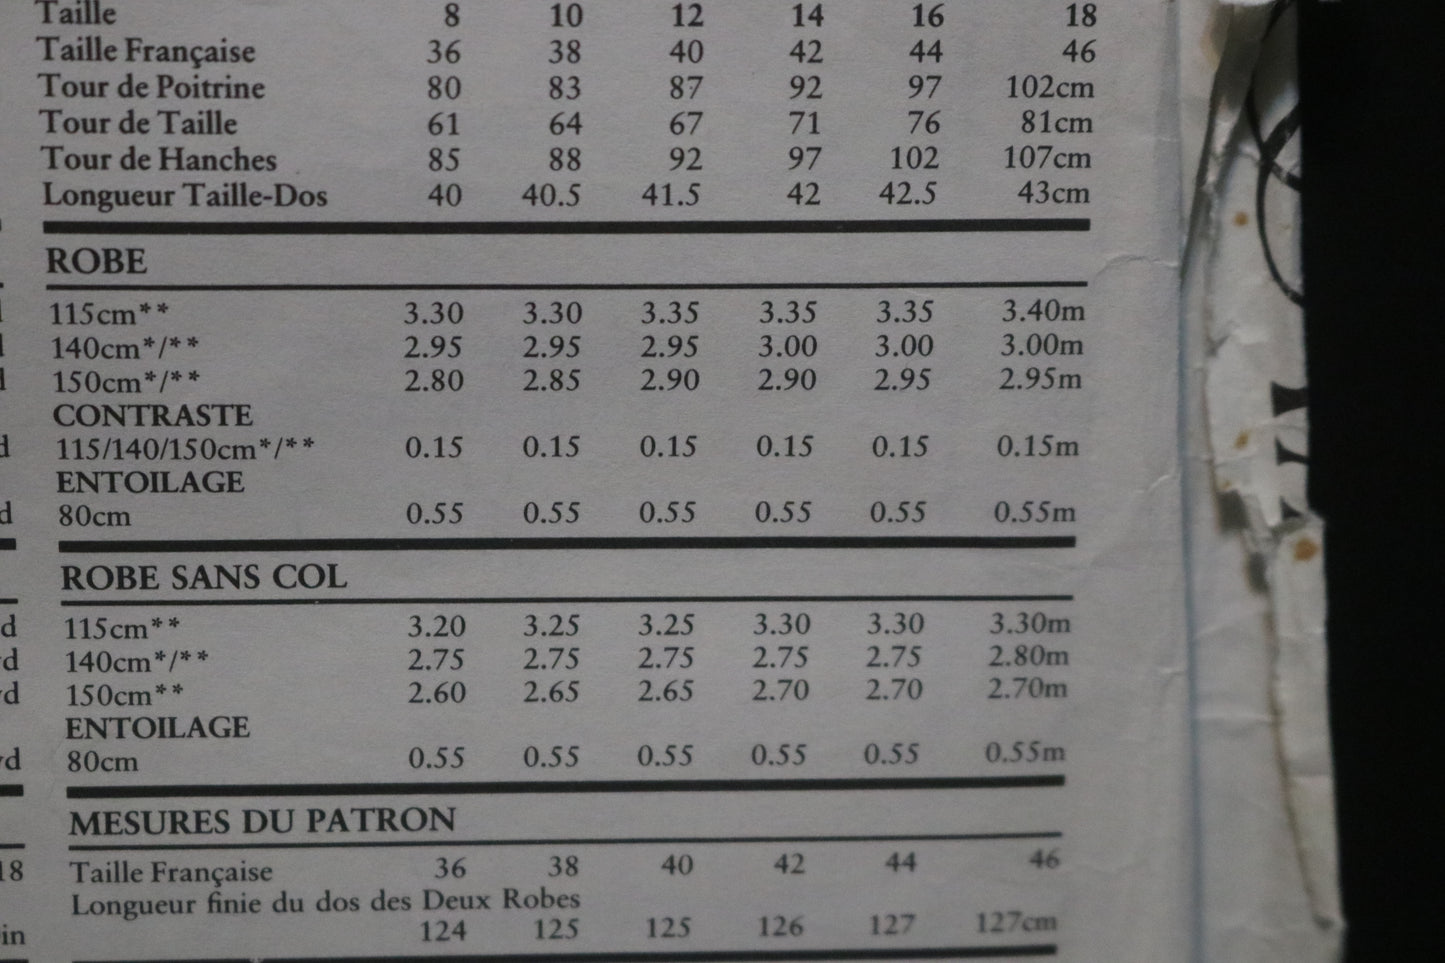 Taille 8 10 12 14 16 18
Taille Française 36 38 40 42 44 46
Tour de Poitrine 80 83 87 92 97 102cm
Tour de Taille 61 64 67 71 76 81cm
Tour de Hanches 85 88 92 97 102 107cm
Longueur Taille-Dos 40 40.5 41.5 42 42.5 43cm
ROBE
115cm** 3.30 3.30 3.35 3.35 3.35 3.40m
140cm*/** 2.95 2.95 2.95 3.00 3.00 3.00m
150cm*/** 2.80 2.85 2.90 2.90 2.95 2.95m
CONTRASTE
115/140/150cm*/** 0.15 0.15 0.15 0.15 0.15 0.15m
ENTOILAGE
80cm 0.55 0.55 0.55 0.55 0.55 0.55m
ROBE SANS COL
115cm** 3.20 3.25 3.25 3.30 3.30 3.30m
140cm*/** 2.75 2.75 2.75 2.75 2.75 2.80m
150cm** 2.60 2.65 2.65 2.70 2.70 2.70m
ENTOILAGE
80cm 0.55 0.55 0.55 0.55 0.55 0.55m
MESURES DU PATRON
18 Taille Française 36 38 40 42 44 46
Longueur finie du dos des Deux Robes
in 124 125 125 126 127 127cm